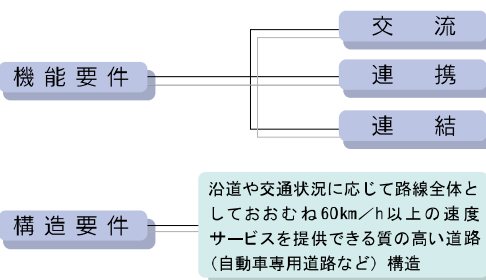 交流
機能要件
連携
連結
構造要件
沿道や交通状況に応じて路線全体と
しておおむね60km／h以上の速度
サービスを提供できる質の高い道路
（自動車専用道路など）構造